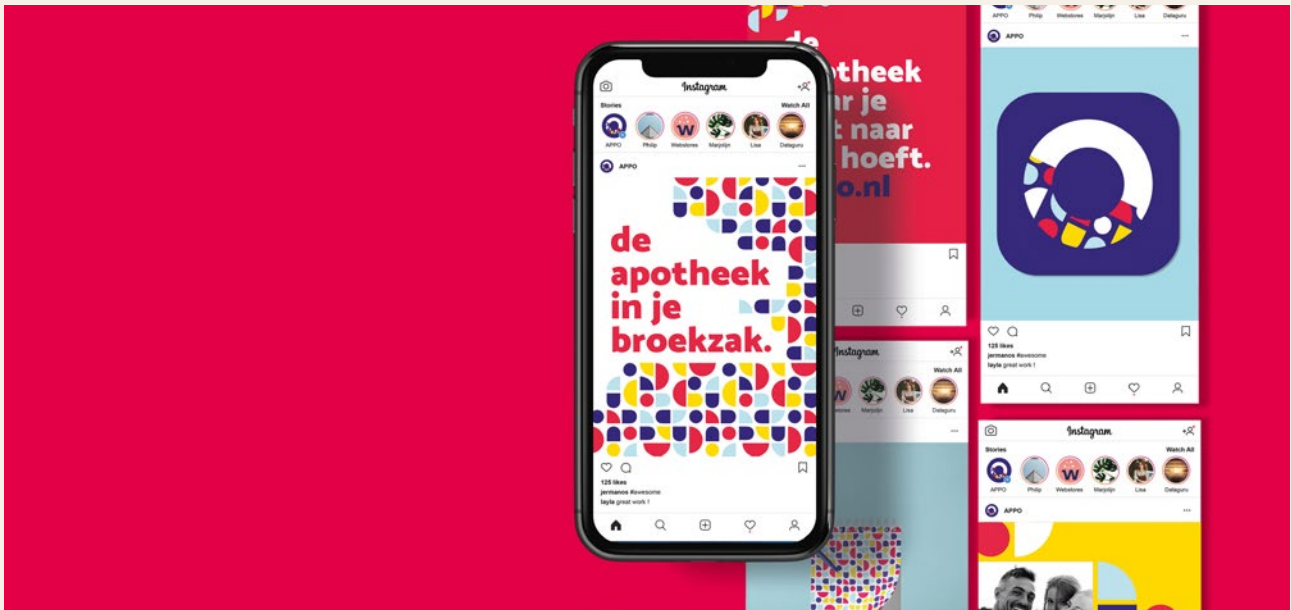 Instagram
Stories
Watch All
APPO
Philip
Webstores
Marjolijn
Lisa
Dataguru
APPO
de
apotheek
in je
broekzak.
125 likes
jermanos #awesome
layla great work !
de
je
naar
hoeft.
Instagram
Watch All
Lisa
Dataguru
APPO
Philip
Webstores
Marjolijn
Lisa
Dataguru
APPO
125 likes
jermanos #awesome
layla great work !
Instagram
Stories
Watch All
APPO
Philip
Webstores
Marjolijn
Lisa
Dataguru
APPO